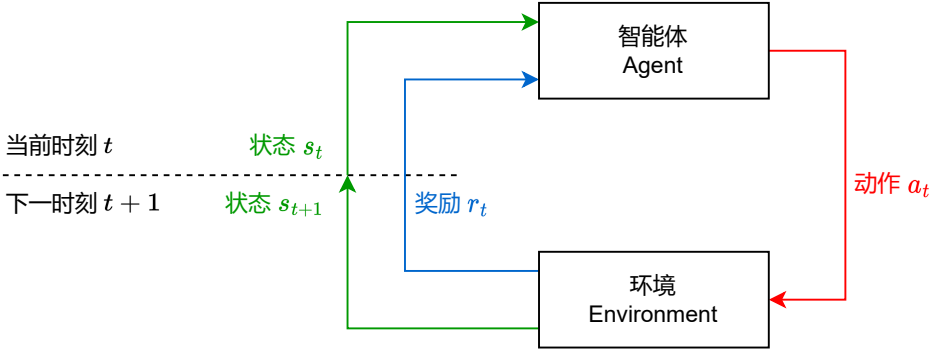 智能体
Agent
当前时刻 t
状态 s_t
动作 a_t
下一时刻 t + 1
状态 s_{t+1}
奖励 r_t
环境
Environment